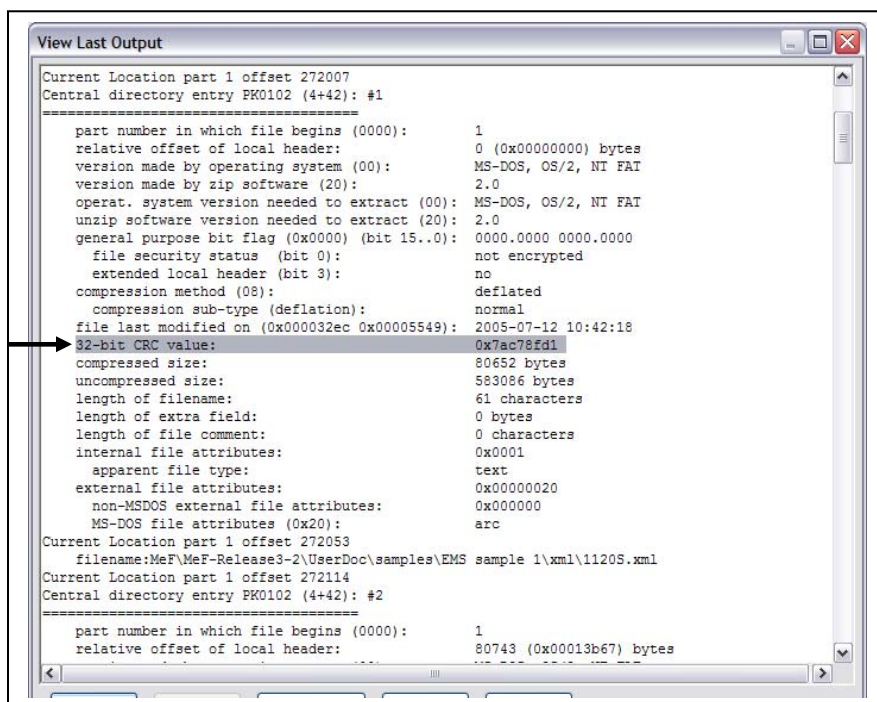 View Last Output
Current Location part 1 offset 272007
Central directory entry PK0102 (4+42): #1
======================================
part number in which file begins (0000): 1
relative offset of local header: 0 (0x00000000) bytes
version made by operating system (00): MS-DOS, OS/2, NT FAT
version made by zip software (20): 2.0
operat. system version needed to extract (00): MS-DOS, OS/2, NT FAT
unzip software version needed to extract (20): 2.0
general purpose bit flag (0x0000) (bit 15..0): 0000.0000 0000.0000
file security status (bit 0): not encrypted
extended local header (bit 3): no
compression method (08): deflated
compression sub-type (deflation): normal
file last modified on (0x000032ec 0x00005549): 2005-07-12 10:42:18
32-bit CRC value: 0x7ac78fd1
compressed size: 80652 bytes
uncompressed size: 583086 bytes
length of filename: 61 characters
length of extra field: 0 bytes
length of file comment: 0 characters
internal file attributes: 0x0001
apparent file type: text
external file attributes: 0x00000020
non-MSDOS external file attributes: 0x000000
MS-DOS file attributes (0x20): arc
Current Location part 1 offset 272053
filename:MeF\MeF-Release3-2\UserDoc\samples\EMS sample 1\xml\1120S.xml
Current Location part 1 offset 272114
Central directory entry PK0102 (4+42): #2
======================================
part number in which file begins (0000): 1
relative offset of local header: 80743 (0x00013b67) bytes